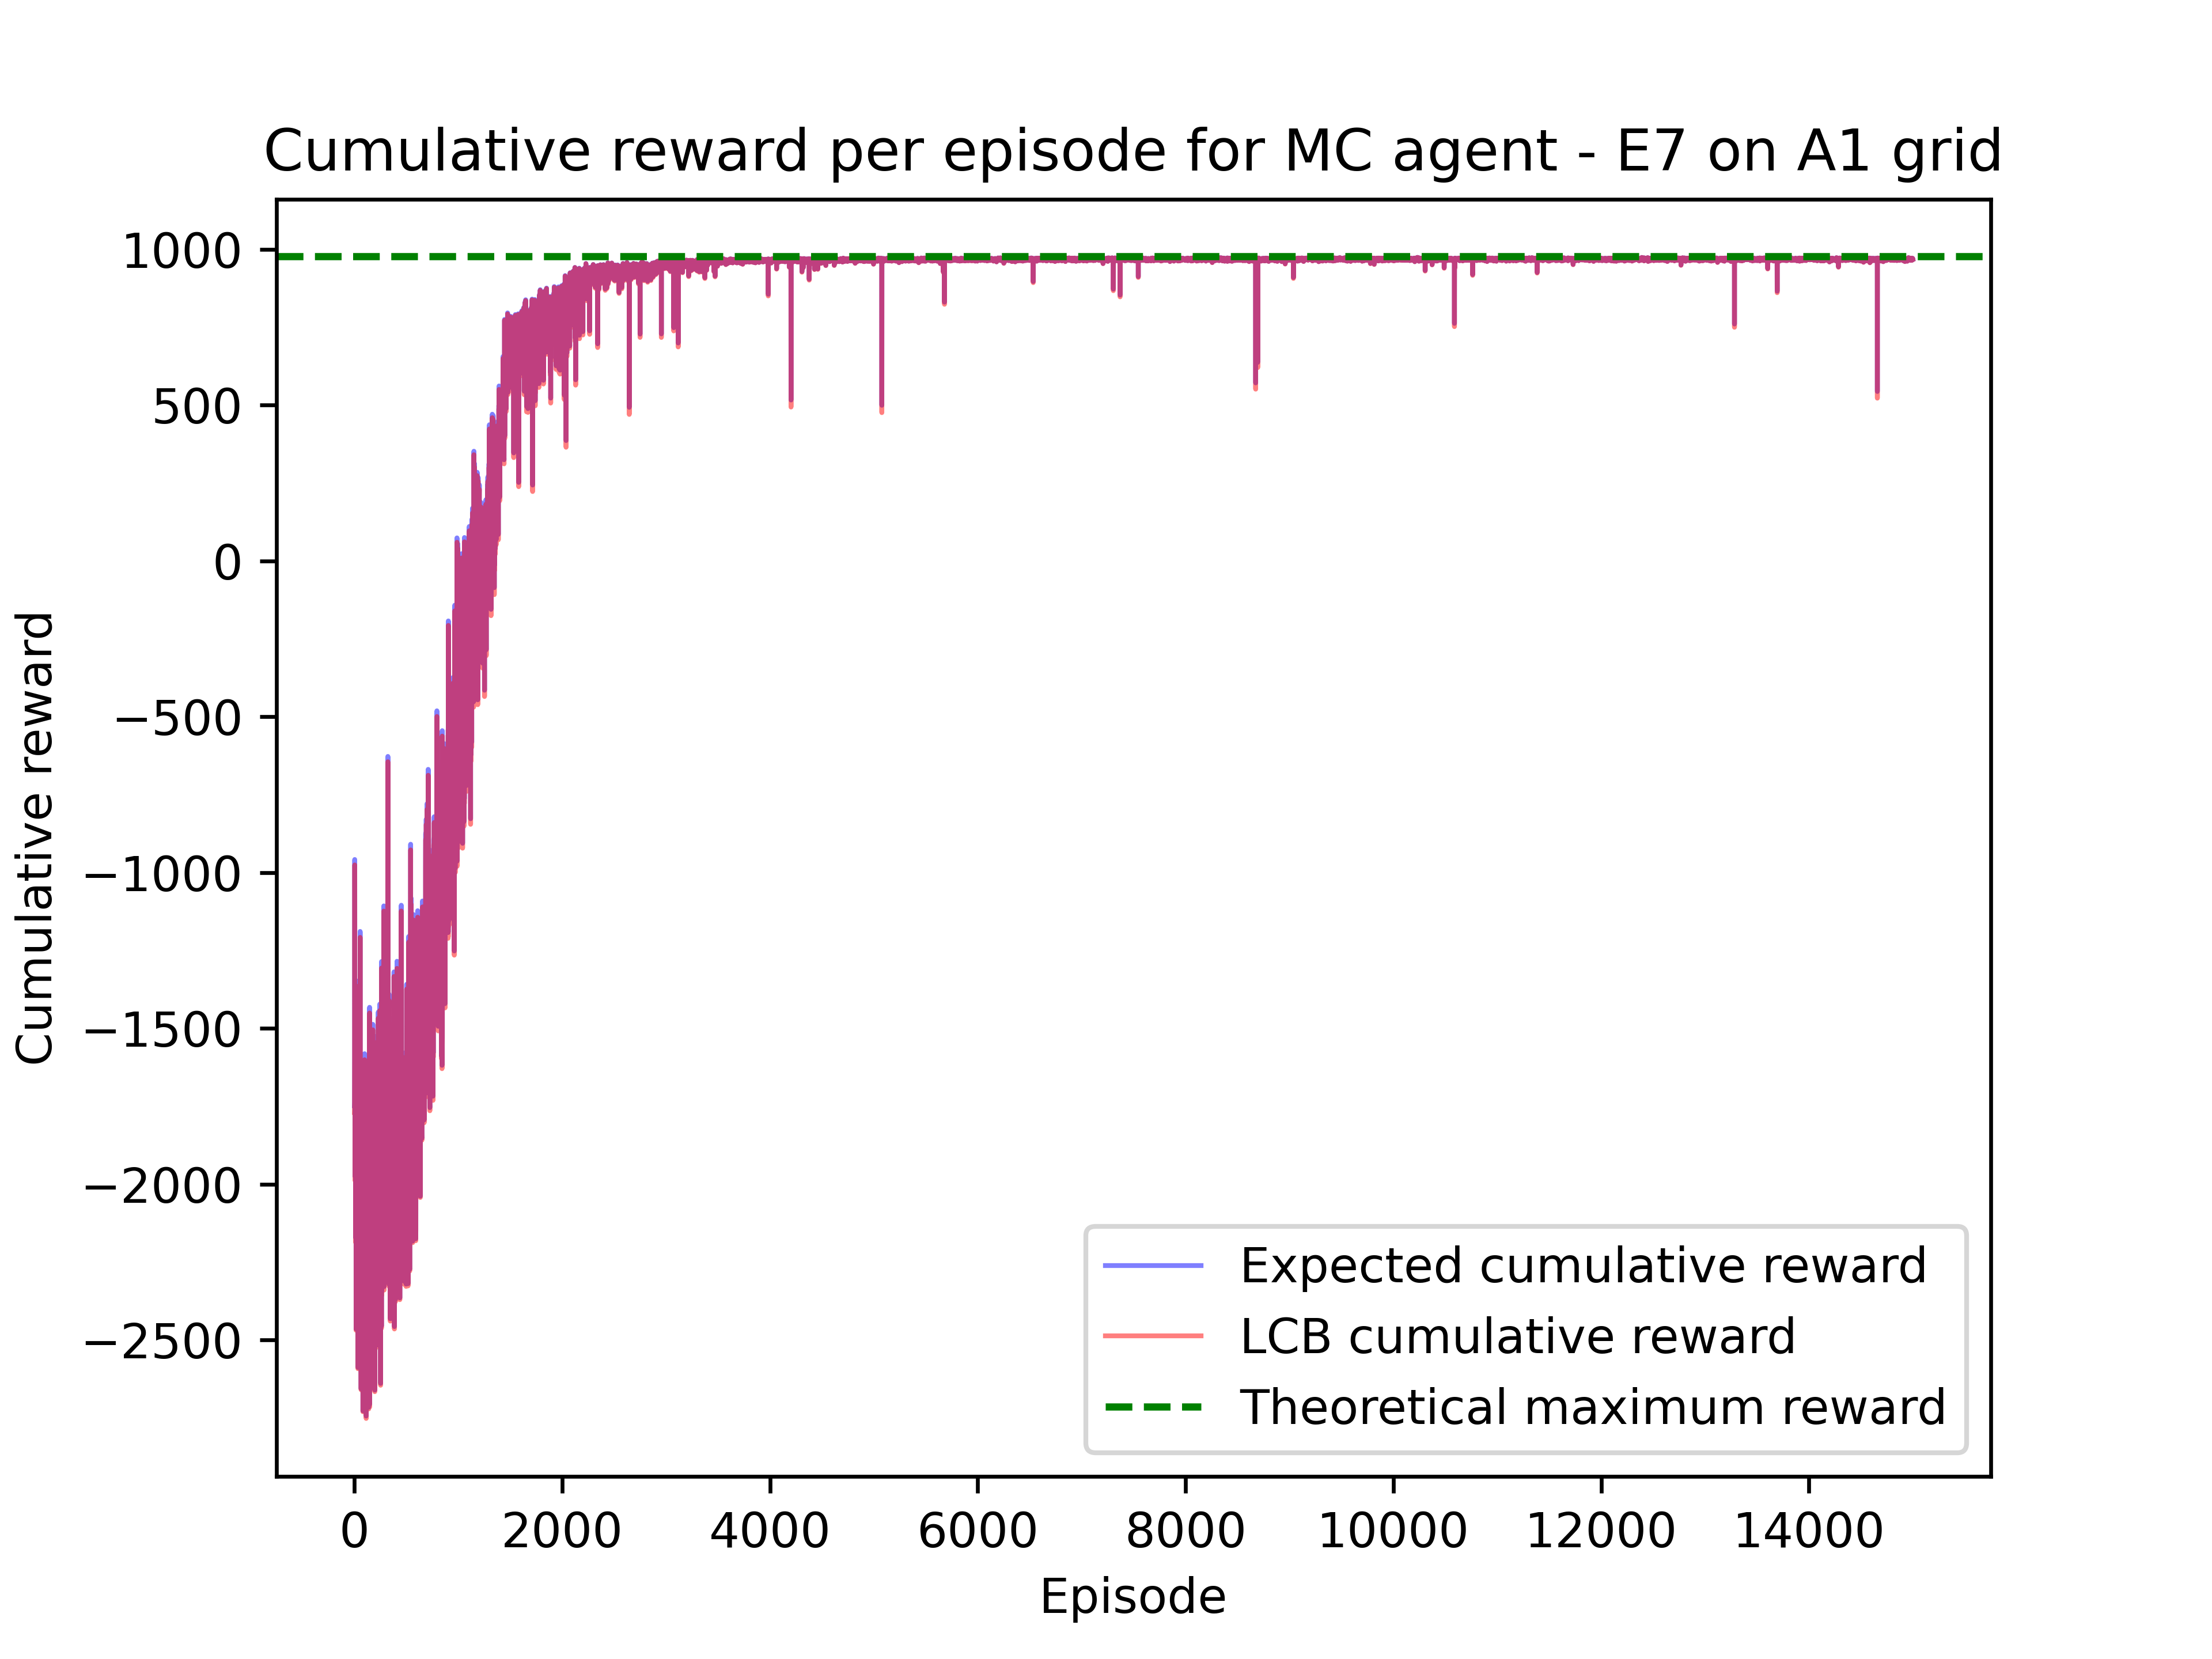 Cumulative reward per episode for MC agent - E7 on A1 grid
Cumulative reward
1000
500
0
−500
−1000
−1500
−2000
−2500
Expected cumulative reward
LCB cumulative reward
Theoretical maximum reward
0 2000 4000 6000 8000 10000 12000 14000
Episode